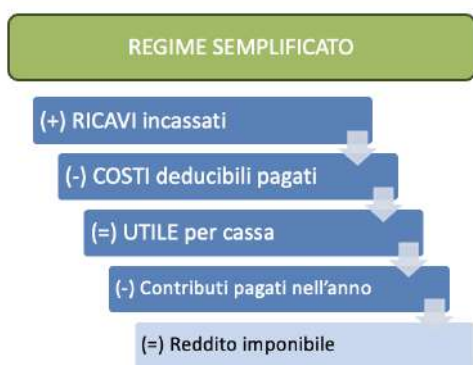 REGIME SEMPLIFICATO
(+) RICAVI incassati
(-) COSTI deducibili pagati
(=) UTILE per cassa
(-) Contributi pagati nell'anno
(=) Reddito imponibile